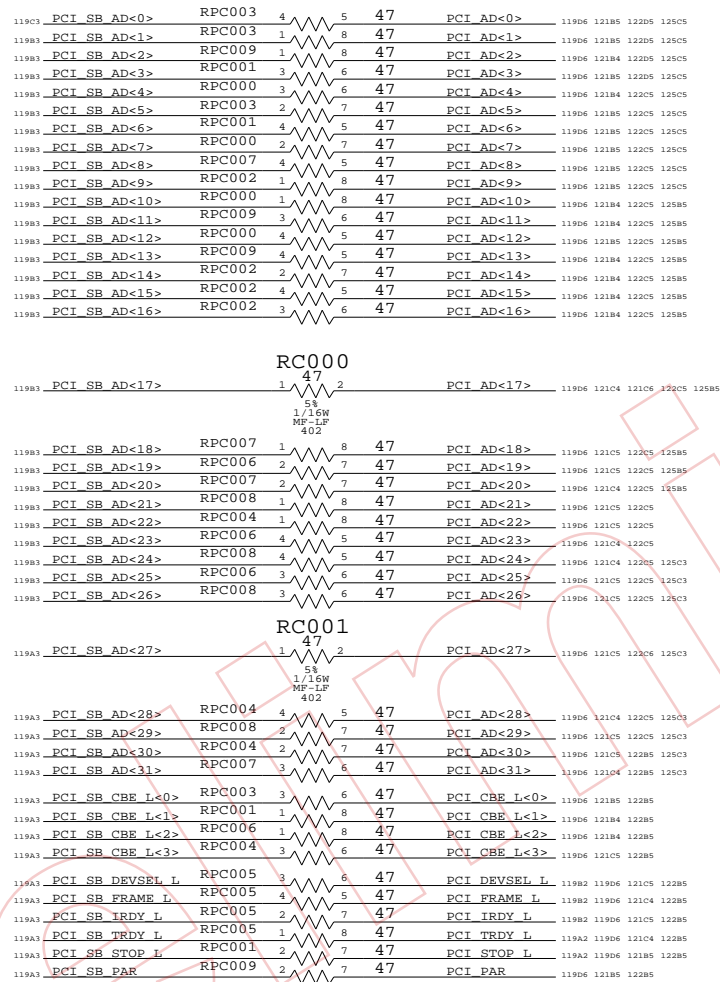 119C3 PCI_SB_AD<0> RPC003 4 5 47 PCI_AD<0> 119D6 121B5 122D5 125C5
119B3 PCI_SB_AD<1> RPC003 1 8 47 PCI_AD<1> 119D6 121B5 122D5 125C5
119B3 PCI_SB_AD<2> RPC009 1 8 47 PCI_AD<2> 119D6 121B4 122D5 125C5
119B3 PCI_SB_AD<3> RPC001 3 6 47 PCI_AD<3> 119D6 121B5 122D5 125C5
119B3 PCI_SB_AD<4> RPC000 3 6 47 PCI_AD<4> 119D6 121B4 122C5 125C5
119B3 PCI_SB_AD<5> RPC003 2 7 47 PCI_AD<5> 119D6 121B5 122C5 125C5
119B3 PCI_SB_AD<6> RPC001 4 5 47 PCI_AD<6> 119D6 121B5 122C5 125C5
119B3 PCI_SB_AD<7> RPC000 2 7 47 PCI_AD<7> 119D6 121B5 122C5 125C5
119B3 PCI_SB_AD<8> RPC007 4 5 47 PCI_AD<8> 119D6 121B5 122C5 125C5
119B3 PCI_SB_AD<9> RPC002 1 8 47 PCI_AD<9> 119D6 121B5 122C5 125C5
119B3 PCI_SB_AD<10> RPC000 1 8 47 PCI_AD<10> 119D6 121B4 122C5 125B5
119B3 PCI_SB_AD<11> RPC009 3 6 47 PCI_AD<11> 119D6 121B4 122C5 125B5
119B3 PCI_SB_AD<12> RPC000 4 5 47 PCI_AD<12> 119D6 121B5 122C5 125B5
119B3 PCI_SB_AD<13> RPC009 4 5 47 PCI_AD<13> 119D6 121B4 122C5 125B5
119B3 PCI_SB_AD<14> RPC002 2 7 47 PCI_AD<14> 119D6 121B4 122C5 125B5
119B3 PCI_SB_AD<15> RPC002 4 5 47 PCI_AD<15> 119D6 121B4 122C5 125B5
119B3 PCI_SB_AD<16> RPC002 3 6 47 PCI_AD<16> 119D6 121B4 122C5 125B5
RC000
47
119B3 PCI_SB_AD<17> 1 2 PCI_AD<17> 119D6 121C4 121C6 122C5 125B5
5%
1/16W
MF-LF
402
119B3 PCI_SB_AD<18> RPC007 1 8 47 PCI_AD<18> 119D6 121C5 122C5 125B5
119B3 PCI_SB_AD<19> RPC006 2 7 47 PCI_AD<19> 119D6 121C5 122C5 125B5
119B3 PCI_SB_AD<20> RPC007 2 7 47 PCI_AD<20> 119D6 121C4 122C5 125B5
119B3 PCI_SB_AD<21> RPC008 1 8 47 PCI_AD<21> 119D6 121C5 122C5
119B3 PCI_SB_AD<22> RPC004 1 8 47 PCI_AD<22> 119D6 121C5 122C5
119B3 PCI_SB_AD<23> RPC006 4 5 47 PCI_AD<23> 119D6 121C4 122C5
119B3 PCI_SB_AD<24> RPC008 4 5 47 PCI_AD<24> 119D6 121C4 122C5 125C3
119B3 PCI_SB_AD<25> RPC006 3 6 47 PCI_AD<25> 119D6 121C5 122C5 125C3
119B3 PCI_SB_AD<26> RPC008 3 6 47 PCI_AD<26> 119D6 121C5 122C5 125C3
RC001
47
119A3 PCI_SB_AD<27> 1 2 PCI_AD<27> 119D6 121C5 122C6 125C3
5%
1/16W
MF-LF
402
119A3 PCI_SB_AD<28> RPC004 4 5 47 PCI_AD<28> 119D6 121C4 122C5 125C3
119A3 PCI_SB_AD<29> RPC008 2 7 47 PCI_AD<29> 119D6 121C5 122C5 125C3
119A3 PCI_SB_AD<30> RPC004 2 7 47 PCI_AD<30> 119D6 121C5 122B5 125C3
119A3 PCI_SB_AD<31> RPC007 3 6 47 PCI_AD<31> 119D6 121C4 122B5 125C3
119A3 PCI_SB_CBE_L<0> RPC003 3 6 47 PCI_CBE_L<0> 119D6 121B5 122B5
119A3 PCI_SB_CBE_L<1> RPC001 1 8 47 PCI_CBE_L<1> 119D6 121B4 122B5
119A3 PCI_SB_CBE_L<2> RPC006 1 8 47 PCI_CBE_L<2> 119D6 121B4 122B5
119A3 PCI_SB_CBE_L<3> RPC004 3 6 47 PCI_CBE_L<3> 119D6 121C5 122B5
119A3 PCI_SB_DEVSEL_L RPC005 3 6 47 PCI_DEVSEL_L 119B2 119D6 121C5 122B5
119A3 PCI_SB_FRAME_L RPC005 4 5 47 PCI_FRAME_L 119B2 119D6 121C4 122B5
119A3 PCI_SB_IRDY_L RPC005 2 7 47 PCI_IRDY_L 119B2 119D6 121C5 122B5
119A3 PCI_SB_TRDY_L RPC005 1 8 47 PCI_TRDY_L 119A2 119D6 121C4 122B5
119A3 PCI_SB_STOP_L RPC001 2 7 47 PCI_STOP_L 119A2 119D6 121B5 122B5
119A3 PCI_SB_PAR RPC009 2 7 47 PCI_PAR 119D6 121B5 122B5